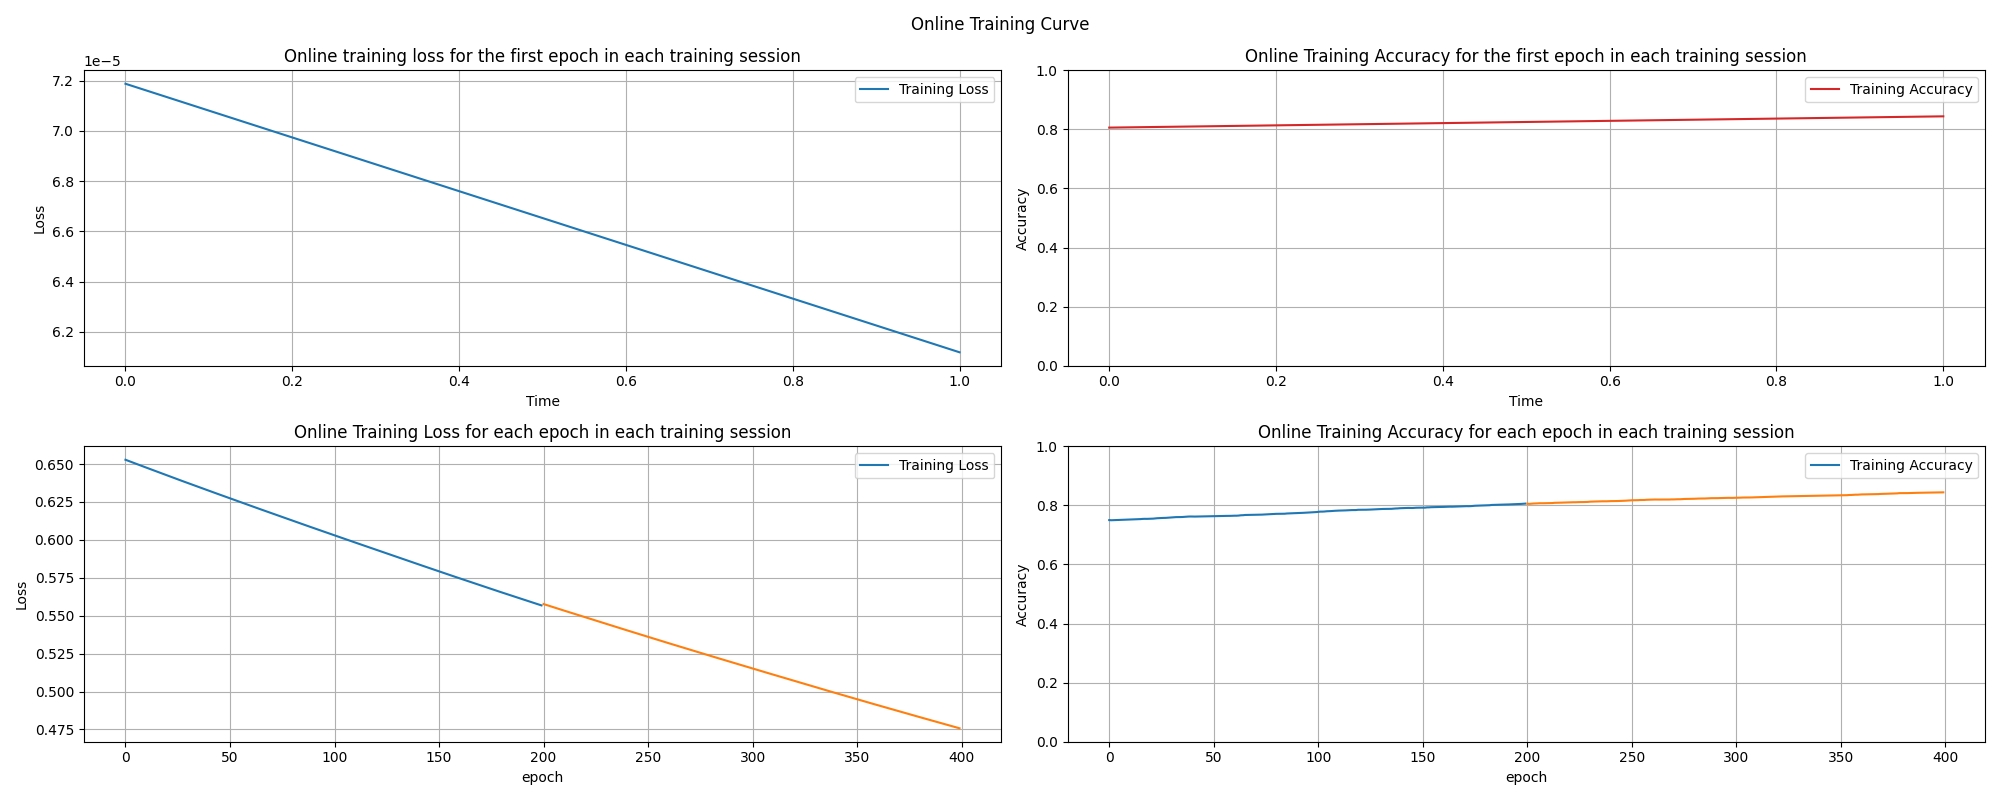 Online Training Curve
Online training loss for the first epoch in each training session
1e−5
Training Loss
7.2
7.0
6.8
6.6
6.4
6.2
Loss
0.0 0.2 0.4 0.6 0.8 1.0
Time
Online Training Accuracy for the first epoch in each training session
Training Accuracy
1.0
0.8
0.6
0.4
0.2
0.0
Accuracy
0.0 0.2 0.4 0.6 0.8 1.0
Time
Online Training Loss for each epoch in each training session
Training Loss
0.650
0.625
0.600
0.575
0.550
0.525
0.500
0.475
Loss
0 50 100 150 200 250 300 350 400
epoch
Online Training Accuracy for each epoch in each training session
Training Accuracy
1.0
0.8
0.6
0.4
0.2
0.0
Accuracy
0 50 100 150 200 250 300 350 400
epoch